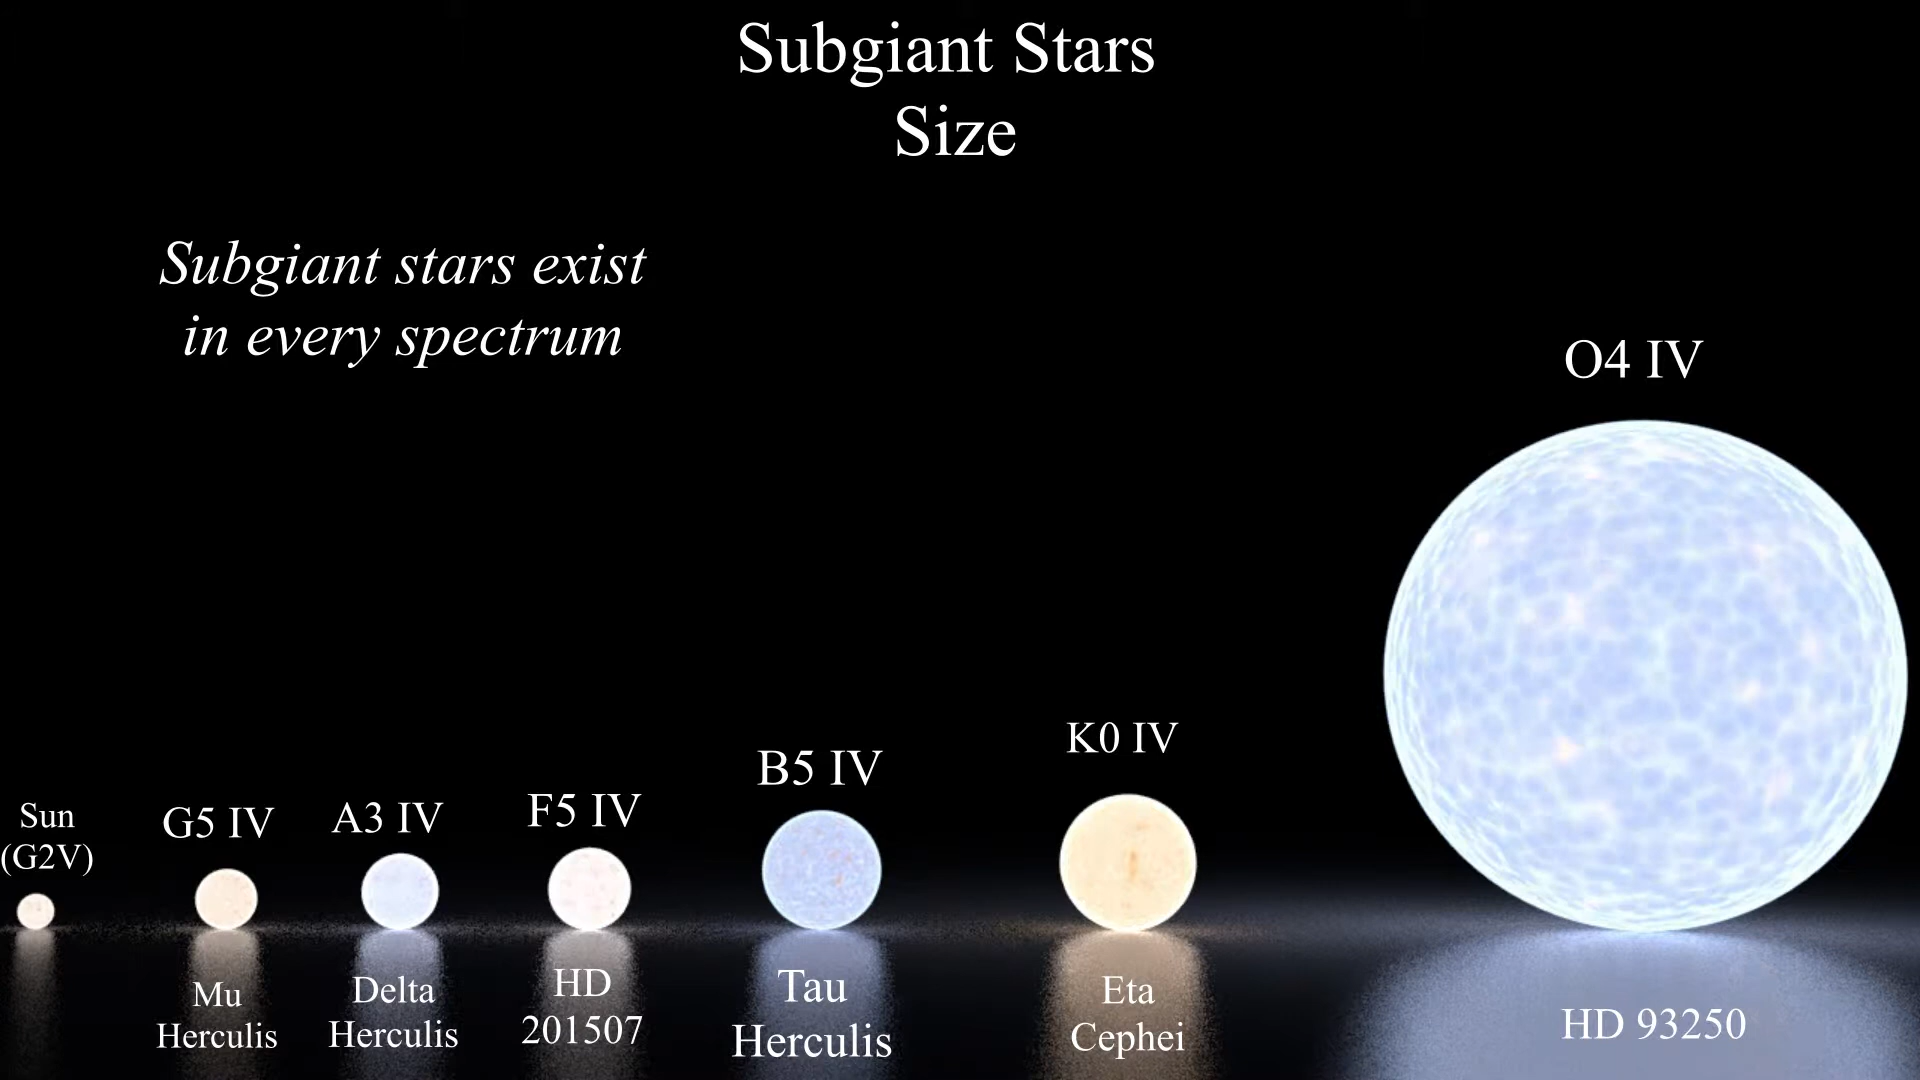 Subgiant Stars
Size
Subgiant stars exist
in every spectrum
Sun
(G2V)
G5 IV
Mu
Herculis
A3 IV
Delta
Herculis
F5 IV
HD
201507
B5 IV
Tau
Herculis
K0 IV
Eta
Cephei
O4 IV
HD 93250